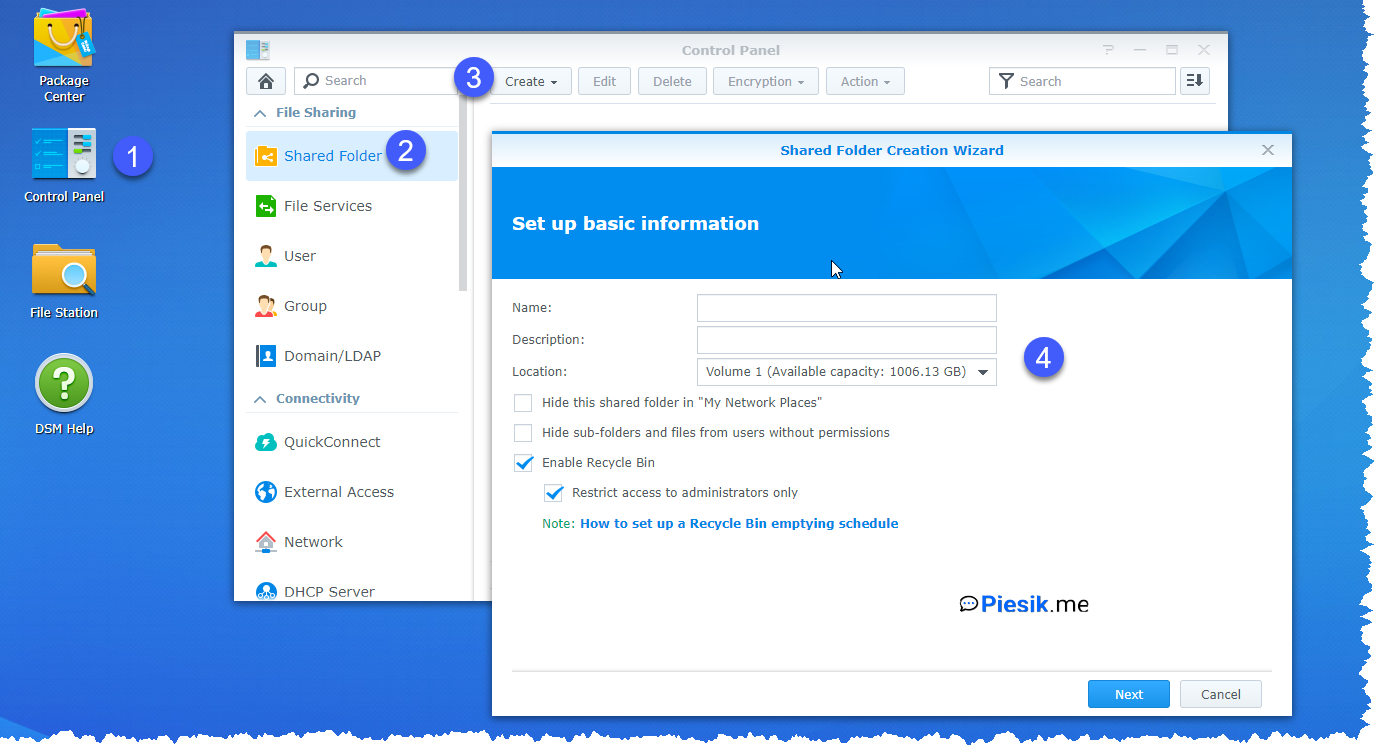 Package
Center
1
Control Panel
File Station
?
DSM Help
Control Panel
Search
3
Create
Edit
Delete
Encryption
Action
Search
File Sharing
Shared Folder
2
File Services
User
Group
Domain/LDAP
Connectivity
QuickConnect
External Access
Network
DHCP Server
Shared Folder Creation Wizard
Set up basic information
Name:
Description:
Location:
Volume 1 (Available capacity: 1006.13 GB)
4
Hide this shared folder in "My Network Places"
Hide sub-folders and files from users without permissions
Enable Recycle Bin
Restrict access to administrators only
Note: How to set up a Recycle Bin emptying schedule
Piesik.me
Next
Cancel